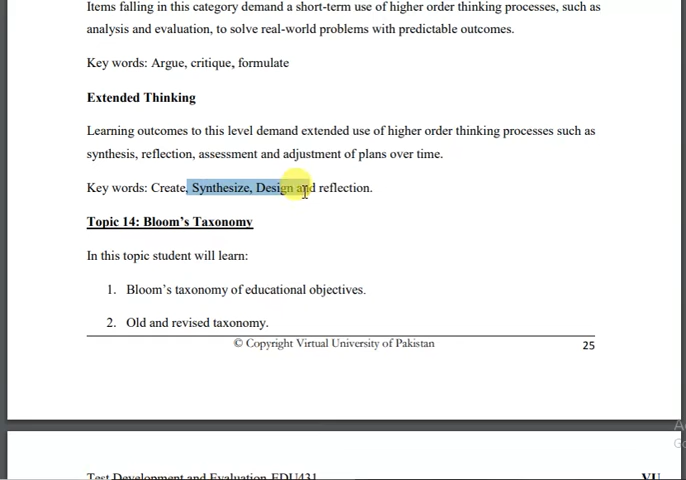 Items falling in this category demand a short-term use of higher order thinking processes, such as
analysis and evaluation, to solve real-world problems with predictable outcomes.
Key words: Argue, critique, formulate
Extended Thinking
Learning outcomes to this level demand extended use of higher order thinking processes such as
synthesis, reflection, assessment and adjustment of plans over time.
Key words: Create, Synthesize, Design and reflection.
Topic 14: Bloom's Taxonomy
In this topic student will learn:
1. Bloom's taxonomy of educational objectives.
2. Old and revised taxonomy.
© Copyright Virtual University of Pakistan 25
Test Development and Evaluation-EDU431 VU